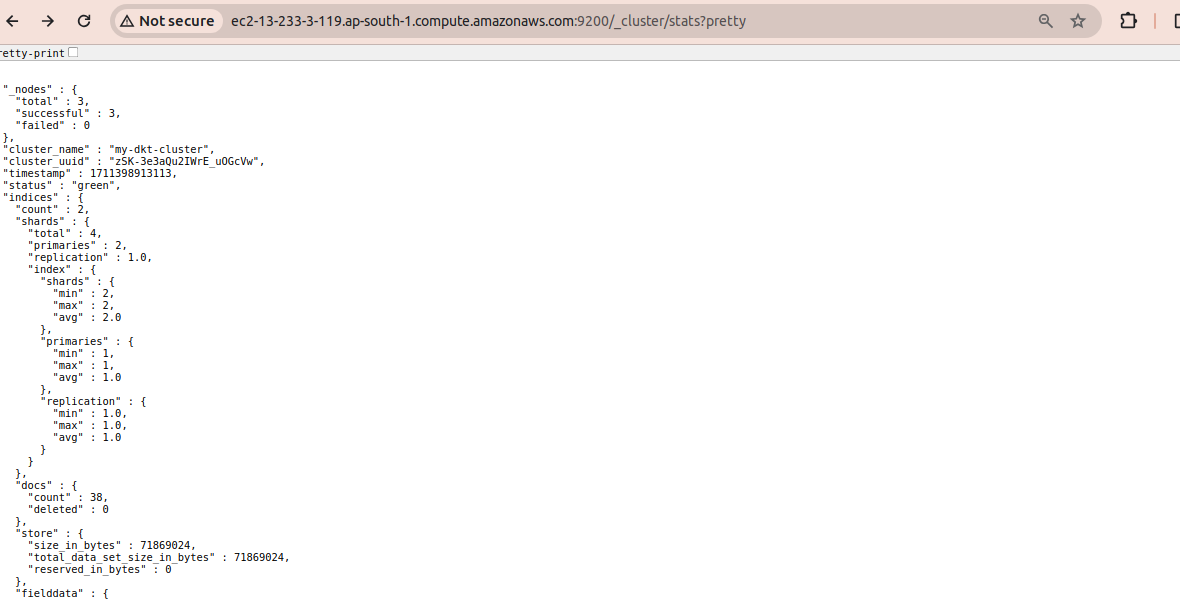 Not secure ec2-13-233-3-119.ap-south-1.compute.amazonaws.com:9200/_cluster/stats?pretty
retty-print
"_nodes" : {
"total" : 3,
"successful" : 3,
"failed" : 0
},
"cluster_name" : "my-dkt-cluster",
"cluster_uuid" : "zSK-3e3aQu2IWrE_uOGcVw",
"timestamp" : 1711398913113,
"status" : "green",
"indices" : {
"count" : 2,
"shards" : {
"total" : 4,
"primaries" : 2,
"replication" : 1.0,
"index" : {
"shards" : {
"min" : 2,
"max" : 2,
"avg" : 2.0
},
"primaries" : {
"min" : 1,
"max" : 1,
"avg" : 1.0
},
"replication" : {
"min" : 1.0,
"max" : 1.0,
"avg" : 1.0
}
}
},
"docs" : {
"count" : 38,
"deleted" : 0
},
"store" : {
"size_in_bytes" : 71869024,
"total_data_set_size_in_bytes" : 71869024,
"reserved_in_bytes" : 0
},
"fielddata" : {